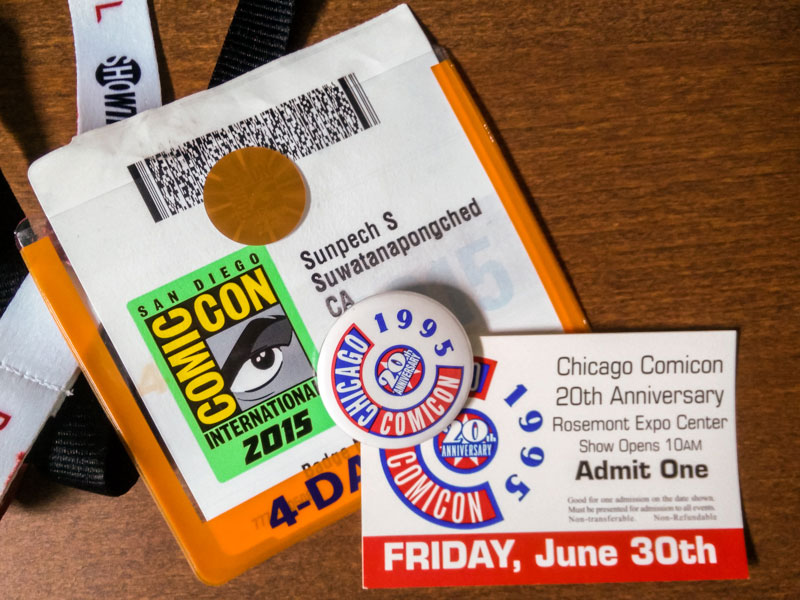 SHOW
Sunpech S
Suwatanapongched
CA
SAN DIEGO
COMIC
CON
INTERNATIONAL
2015
15
4-DA
1995
CHICAGO
20th
ANNIVERSARY
COMICON
1995
20th
ANNIVERSARY
COMICON
Chicago Comicon
20th Anniversary
Rosemont Expo Center
Show Opens 10AM
Admit One
Good for one admission on the date shown.
Must be presented for admission to all events.
Non-transferable. Non-Refundable
FRIDAY, June 30th